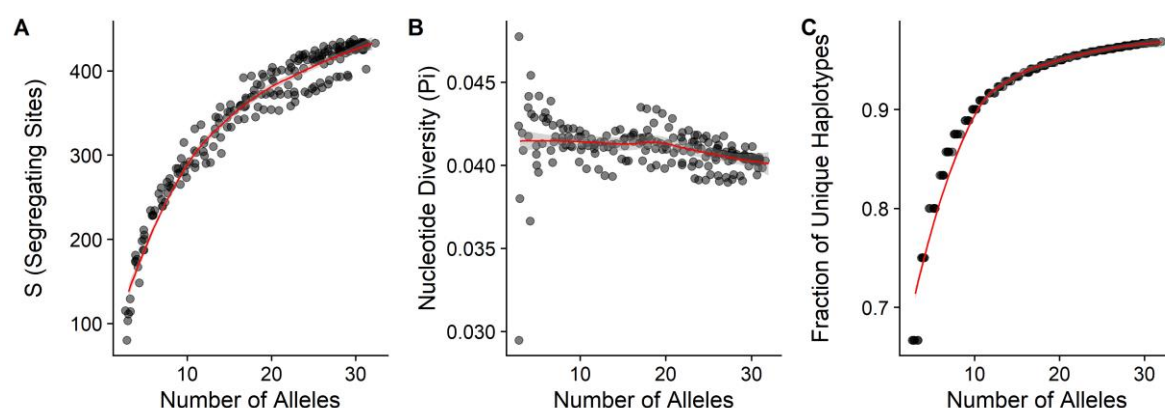 A
S (Segregating Sites)
400
300
200
100
10
20
30
Number of Alleles
B
Nucleotide Diversity (Pi)
0.045
0.040
0.035
0.030
10
20
30
Number of Alleles
C
Fraction of Unique Haplotypes
0.9
0.8
0.7
10
20
30
Number of Alleles